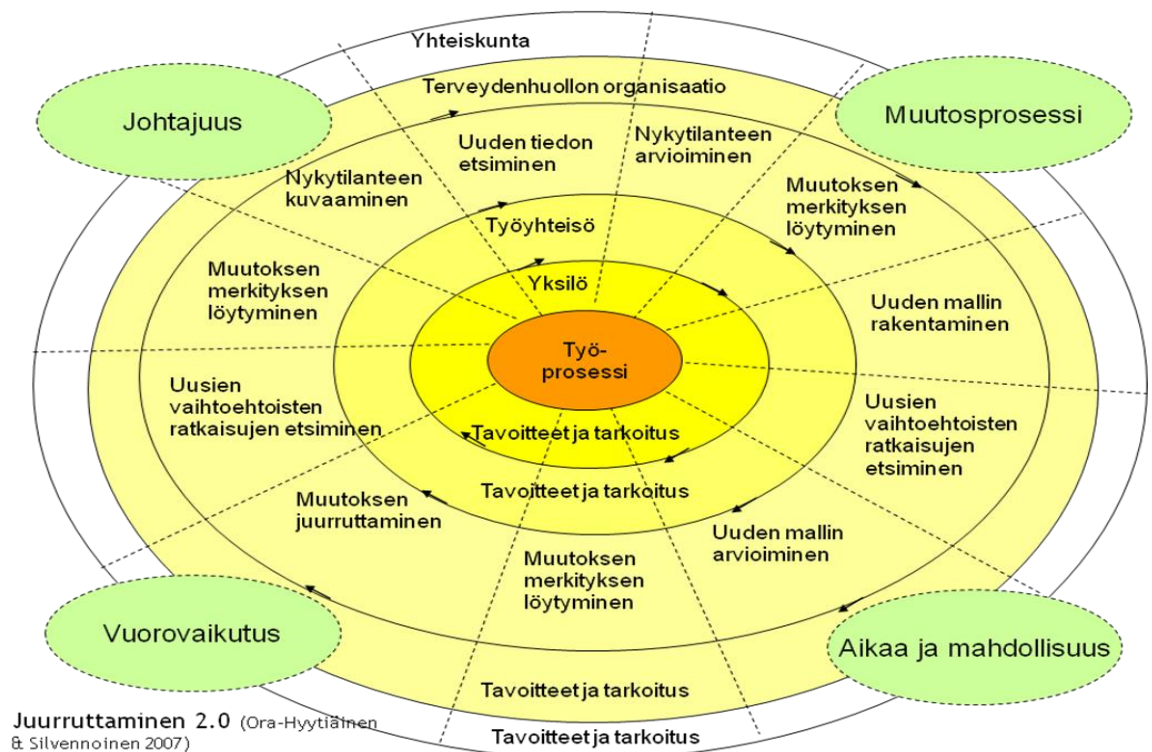 Yhteiskunta
Terveydenhuollon organisaatio
Johtajuus
Muutosprosessi
Uuden tiedon
etsiminen
Nykytilanteen
arvioiminen
Nykytilanteen
kuvaaminen
Muutoksen
merkityksen
löytyminen
Työyhteisö
Yksilö
Muutoksen
merkityksen
löytyminen
Uuden mallin
rakentaminen
Työ-
prosessi
Uusien
vaihtoehtoisten
ratkaisujen etsiminen
Uusien
vaihtoehtoisten
ratkaisujen
etsiminen
Tavoitteet ja tarkoitus
Tavoitteet ja tarkoitus
Muutoksen
juurruttaminen
Uuden mallin
arvioiminen
Muutoksen
merkityksen
löytyminen
Vuorovaikutus
Aikaa ja mahdollisuus
Tavoitteet ja tarkoitus
Tavoitteet ja tarkoitus
Juurruttaminen 2.0 (Ora-Hyytiäinen
& Silvennoinen 2007)